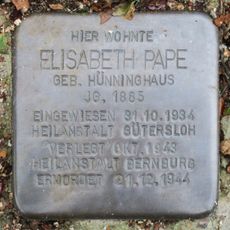 HIER WOHNTE
ELISABETH PAPE
GEB. HÜNNINGHAUS
JG. 1885
EINGEWIESEN 31.10.1934
HEILANSTALT GÜTERSLOH
VERLEGT OKT. 1943
HEILANSTALT BERNBURG
ERMORDET 21.12.1944